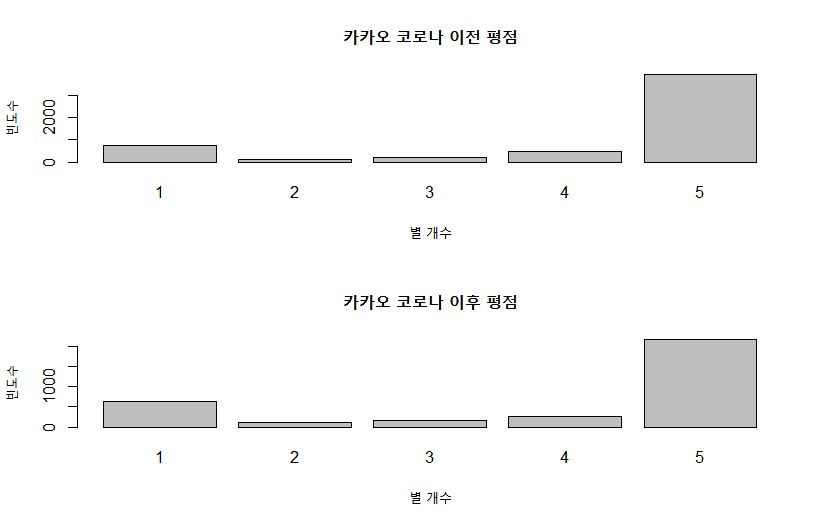 카카오 코로나 이전 평점
빈도수
2000
0
1 2 3 4 5
별 개수
카카오 코로나 이후 평점
빈도수
1000
0
1 2 3 4 5
별 개수